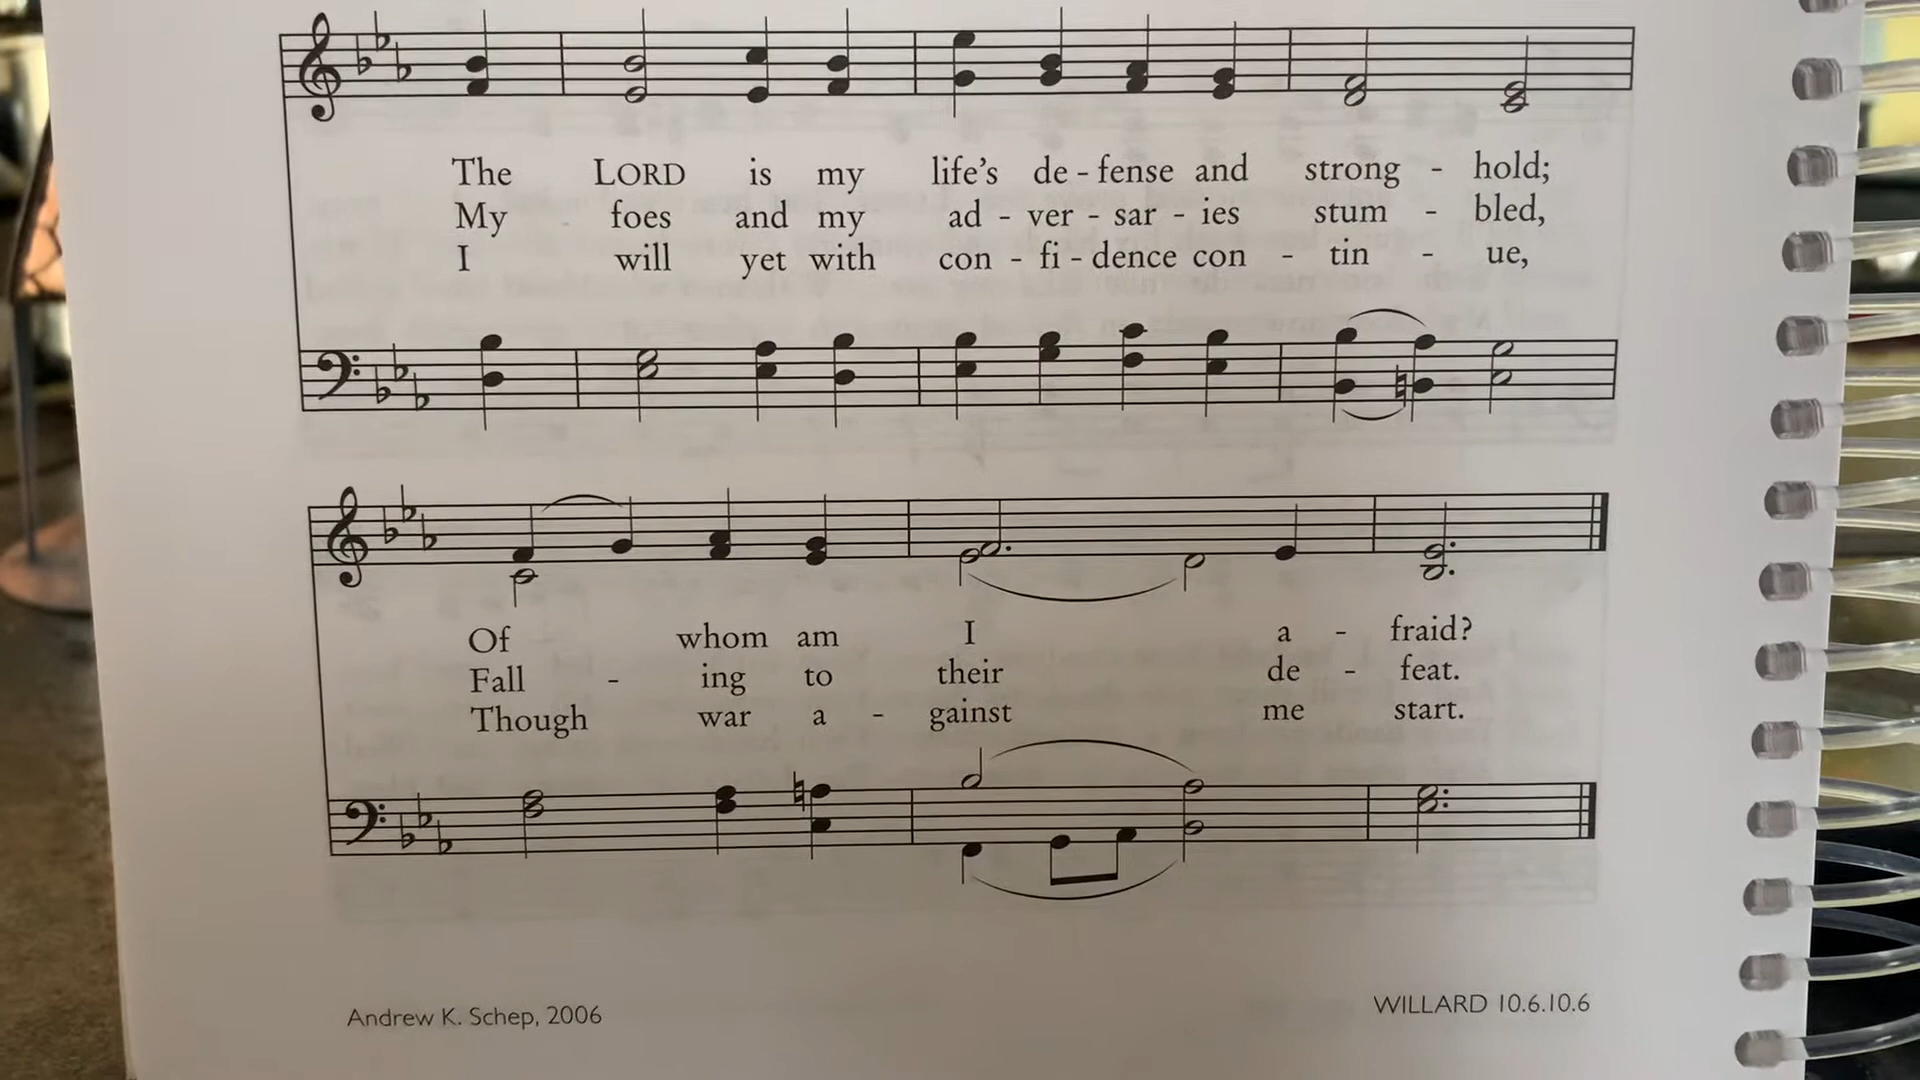 The LORD is my life's de - fense and strong - hold;
My foes and my ad - ver - sar - ies stum - bled,
I will yet with con - fi - dence con - tin - ue,
Of whom am I a - fraid?
Fall - ing to their de - feat.
Though war a - gainst me start.
Andrew K. Schep, 2006
WILLARD 10.6.10.6